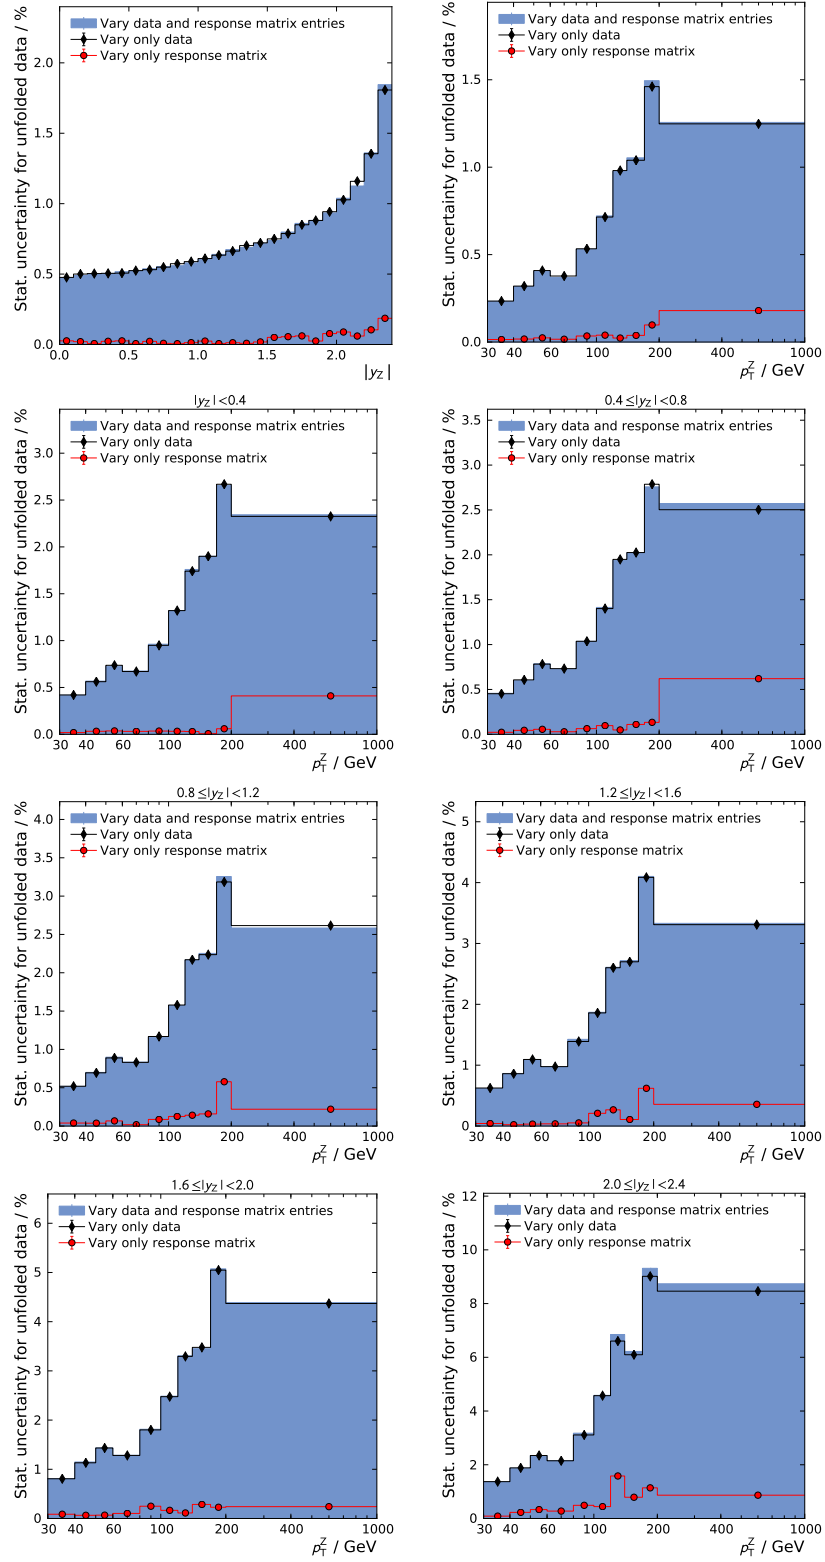 Stat. uncertainty for unfolded data / %
Vary data and response matrix entries
Vary only data
Vary only response matrix
2.0
1.5
1.0
0.5
0.0
0.0 0.5 1.0 1.5 2.0
|y_Z|
Stat. uncertainty for unfolded data / %
Vary data and response matrix entries
Vary only data
Vary only response matrix
1.5
1.0
0.5
0.0
30 40 60 100 200 400 1000
p_T^Z / GeV
|y_Z|<0.4
Stat. uncertainty for unfolded data / %
Vary data and response matrix entries
Vary only data
Vary only response matrix
3.0
2.5
2.0
1.5
1.0
0.5
0.0
30 40 60 100 200 400 1000
p_T^Z / GeV
0.4≤|y_Z|<0.8
Stat. uncertainty for unfolded data / %
Vary data and response matrix entries
Vary only data
Vary only response matrix
3.5
3.0
2.5
2.0
1.5
1.0
0.5
0.0
30 40 60 100 200 400 1000
p_T^Z / GeV
0.8≤|y_Z|<1.2
Stat. uncertainty for unfolded data / %
Vary data and response matrix entries
Vary only data
Vary only response matrix
4.0
3.5
3.0
2.5
2.0
1.5
1.0
0.5
0.0
30 40 60 100 200 400 1000
p_T^Z / GeV
1.2≤|y_Z|<1.6
Stat. uncertainty for unfolded data / %
Vary data and response matrix entries
Vary only data
Vary only response matrix
5
4
3
2
1
0
30 40 60 100 200 400 1000
p_T^Z / GeV
1.6≤|y_Z|<2.0
Stat. uncertainty for unfolded data / %
Vary data and response matrix entries
Vary only data
Vary only response matrix
6
5
4
3
2
1
0
30 40 60 100 200 400 1000
p_T^Z / GeV
2.0≤|y_Z|<2.4
Stat. uncertainty for unfolded data / %
Vary data and response matrix entries
Vary only data
Vary only response matrix
12
10
8
6
4
2
0
30 40 60 100 200 400 1000
p_T^Z / GeV